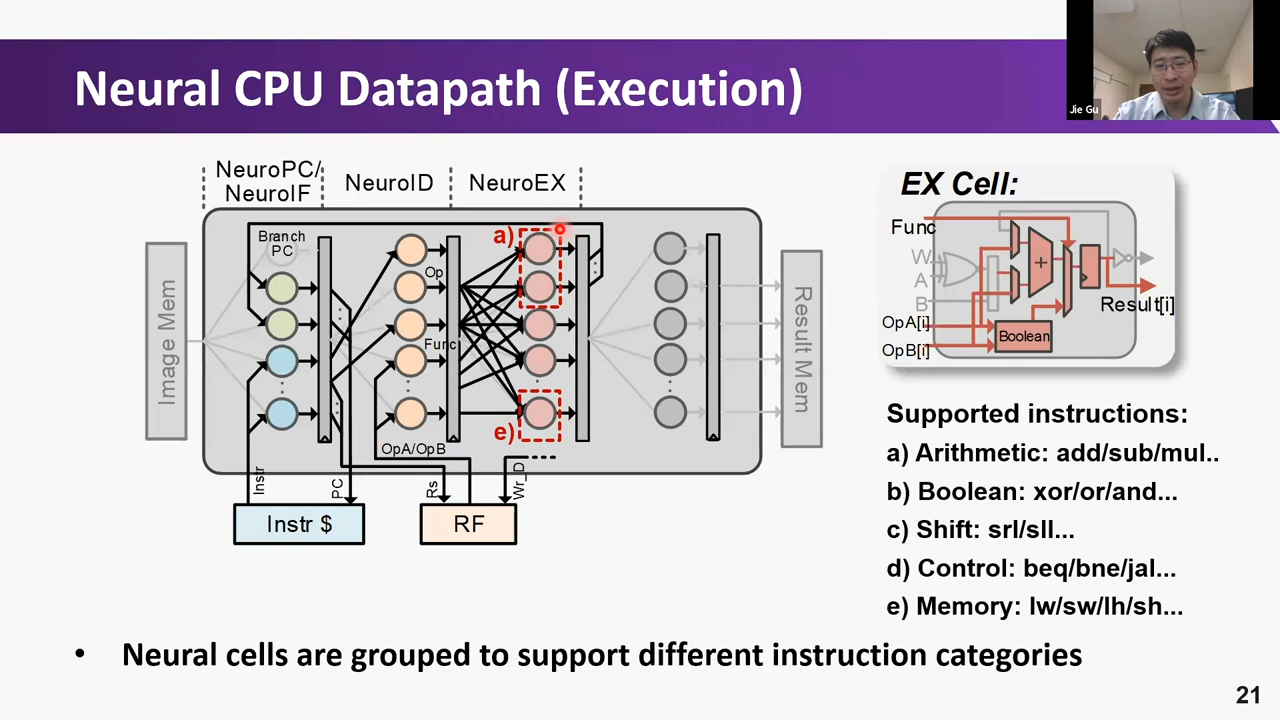 Neural CPU Datapath (Execution)
Jie Gu
NeuroPC/
NeuroIF
NeuroID
NeuroEX
Branch
PC
Op
Func
OpA/OpB
a)
e)
Image Mem
Result Mem
Instr
PC
Rs
Wr_D
Instr $
RF
EX Cell:
Func
W
A
B
OpA[i]
OpB[i]
+
Boolean
Result[i]
Supported instructions:
a) Arithmetic: add/sub/mul..
b) Boolean: xor/or/and...
c) Shift: srl/sll...
d) Control: beq/bne/jal...
e) Memory: lw/sw/lh/sh...
• Neural cells are grouped to support different instruction categories
21